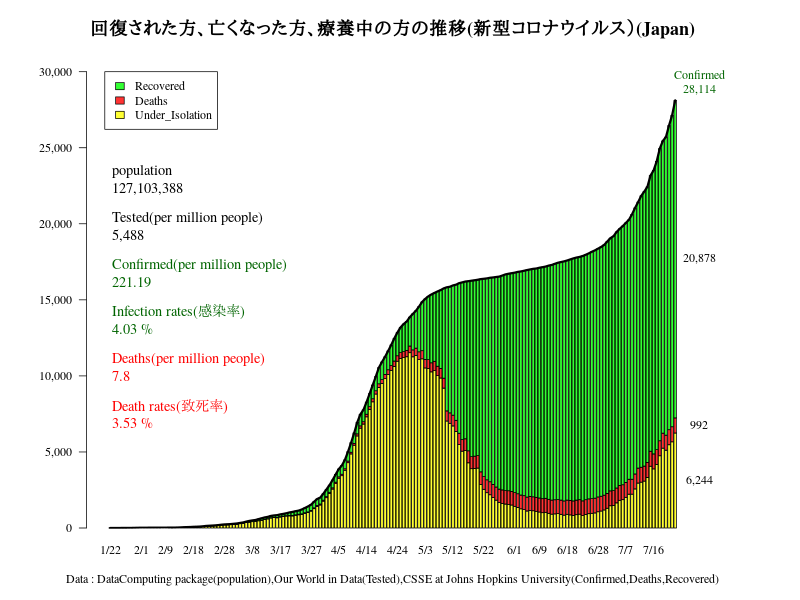 回復された方、亡くなった方、療養中の方の推移(新型コロナウイルス)(Japan)
Confirmed
28,114
30,000
25,000
20,000
15,000
10,000
5,000
0
Recovered
Deaths
Under_Isolation
population
127,103,388
Tested(per million people)
5,488
Confirmed(per million people)
221.19
Infection rates(感染率)
4.03 %
Deaths(per million people)
7.8
Death rates(致死率)
3.53 %
20,878
992
6,244
1/22 2/1 2/9 2/18 2/28 3/8 3/17 3/27 4/5 4/14 4/24 5/3 5/12 5/22 6/1 6/9 6/18 6/28 7/7 7/16
Data : DataComputing package(population),Our World in Data(Tested),CSSE at Johns Hopkins University(Confirmed,Deaths,Recovered)